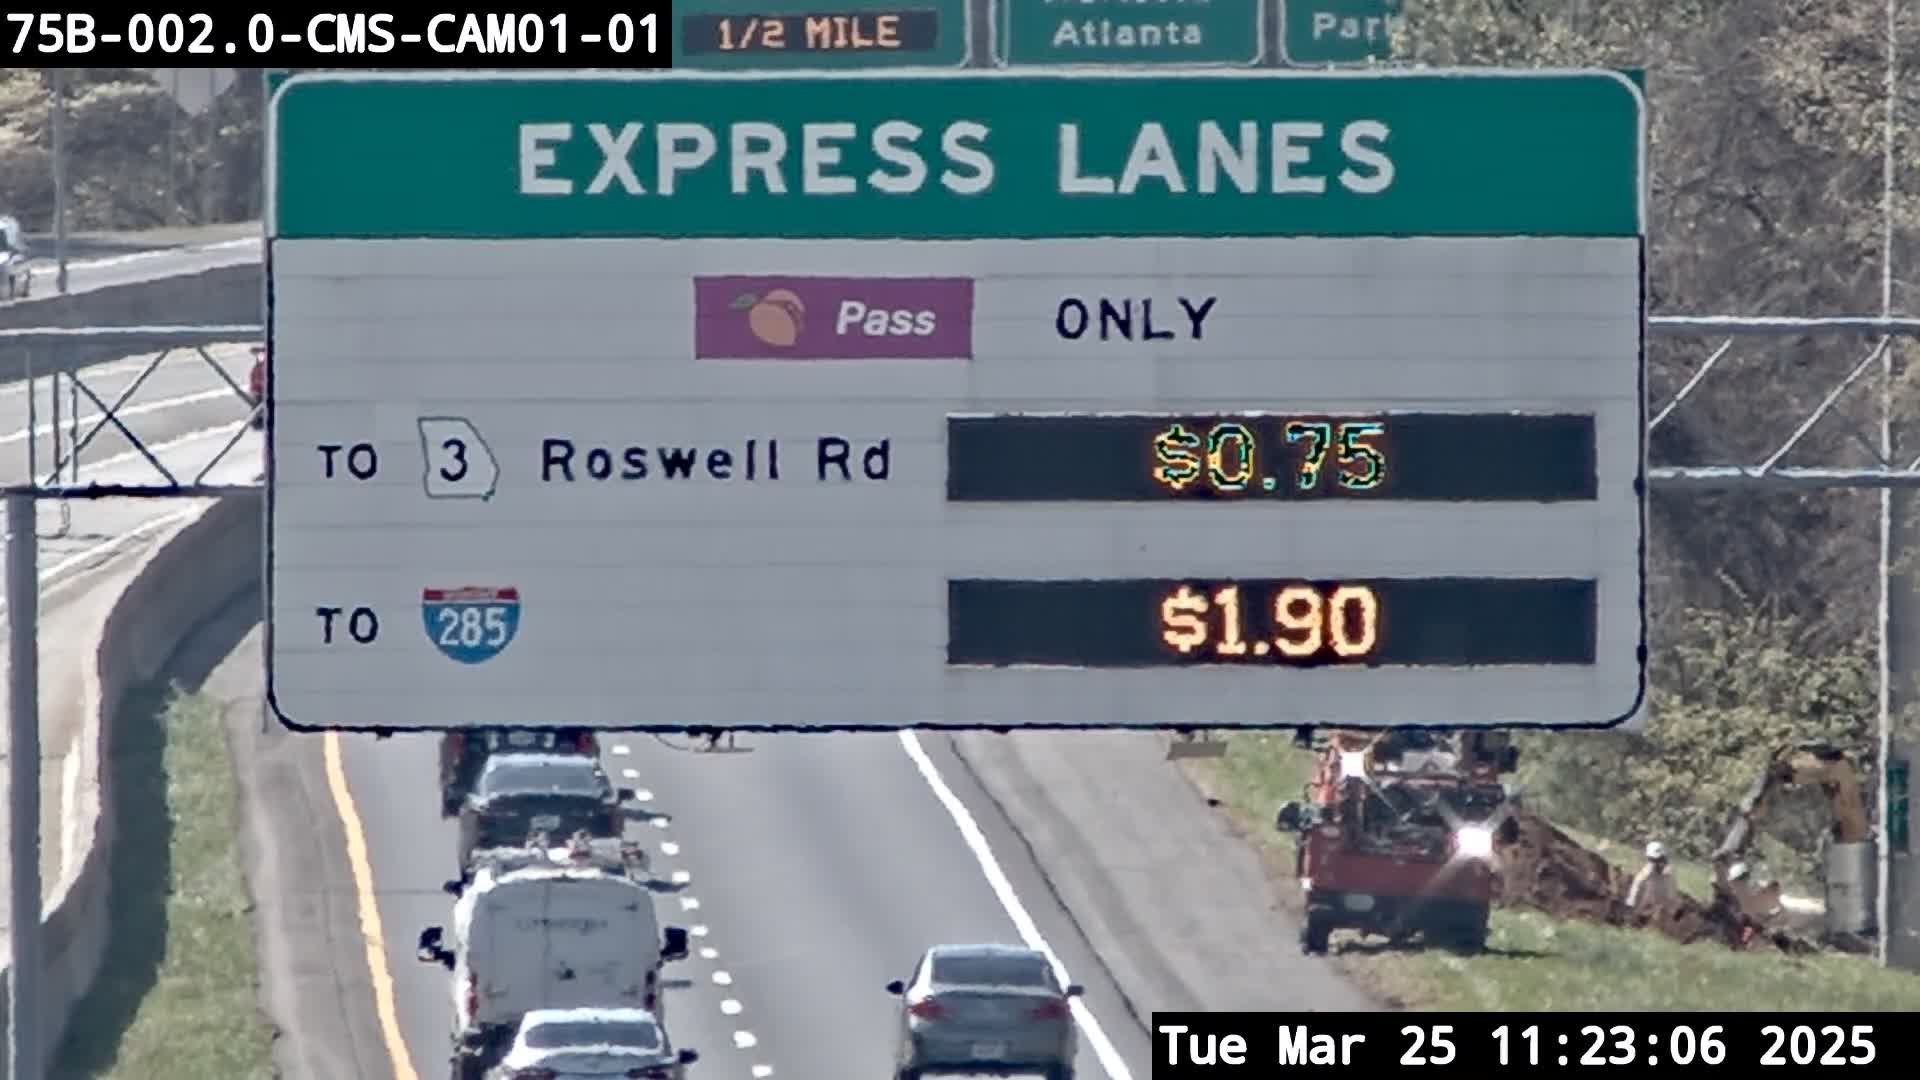 75B-002.0-CMS-CAM01-01
1/2 MILE
Atlanta
EXPRESS LANES
Pass ONLY
TO 3 Roswell Rd $0.75
TO 285 $1.90
Tue Mar 25 11:23:06 2025